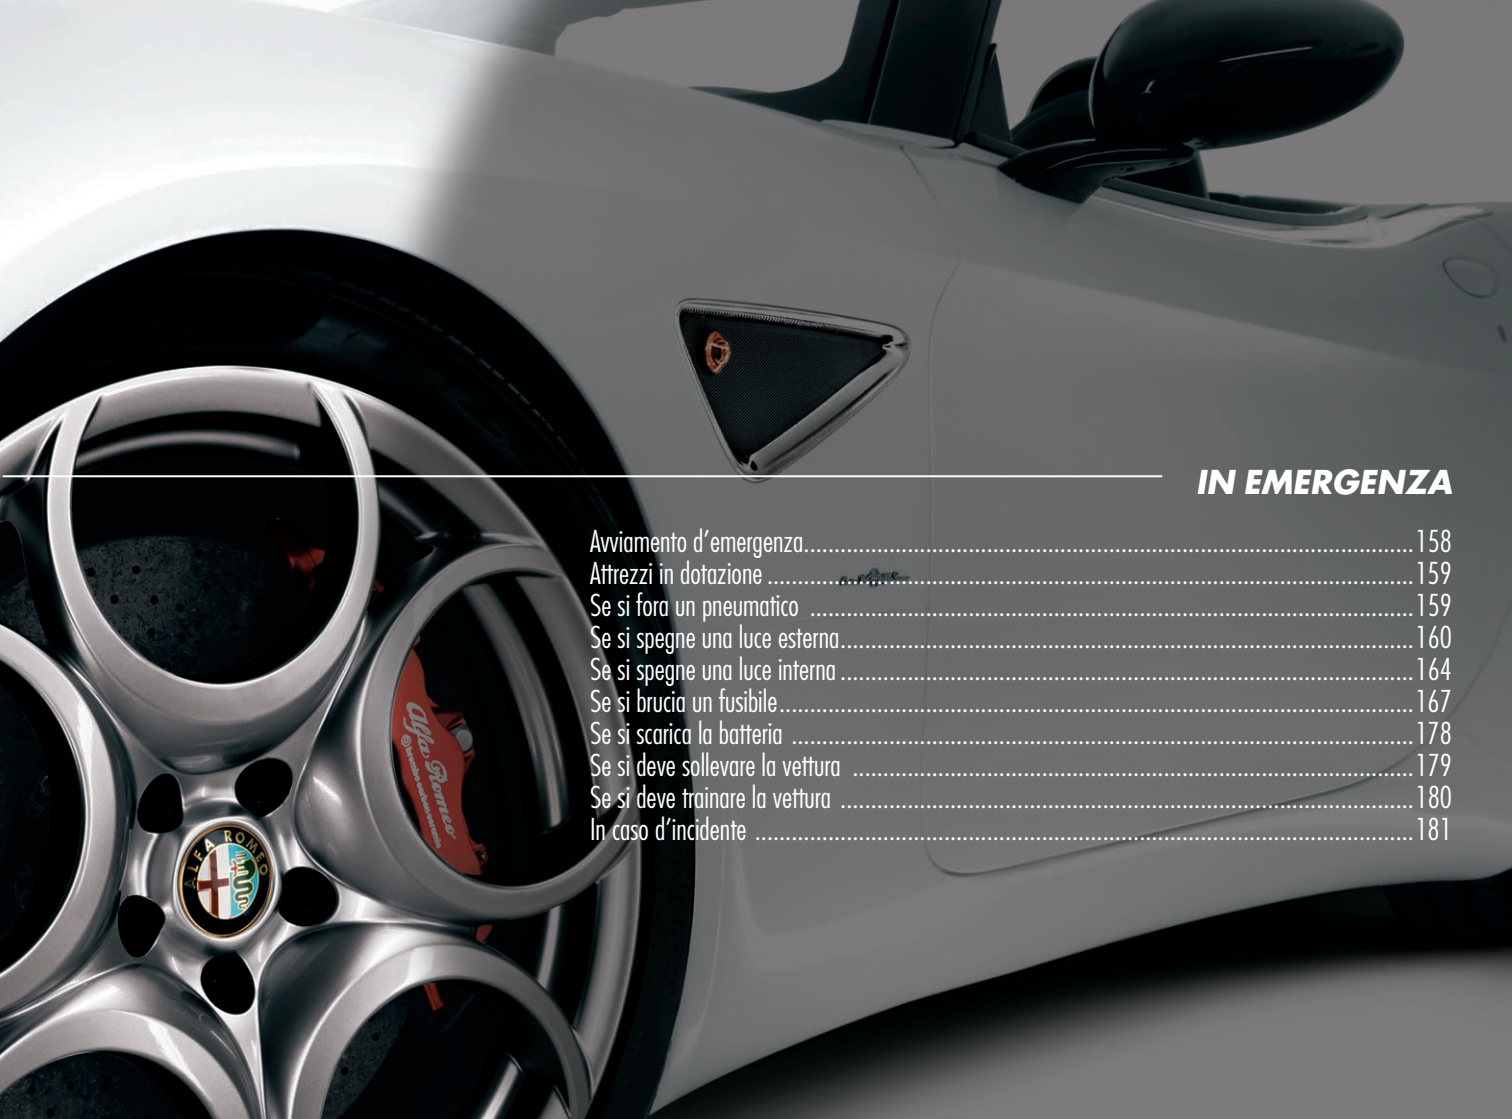 IN EMERGENZA
Avviamento d’emergenza.....................................................................................................158
Attrezzi in dotazione ...........................................................................................................159
Se si fora un pneumatico ....................................................................................................159
Se si spegne una luce esterna...............................................................................................160
Se si spegne una luce interna ...............................................................................................164
Se si brucia un fusibile.........................................................................................................167
Se si scarica la batteria .......................................................................................................178
Se si deve sollevare la vettura .............................................................................................179
Se si deve trainare la vettura ...............................................................................................180
In caso d’incidente .............................................................................................................181
Alfa Romeo
brembo carbon ceramic
ALFA ROMEO